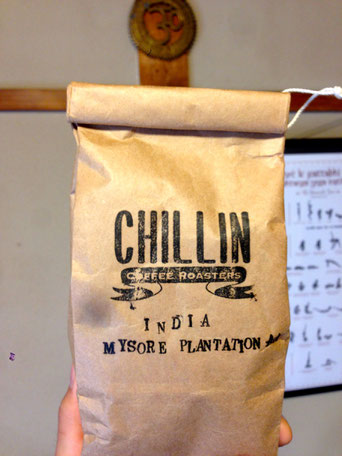 CHILLIN
COFFEE ROASTERS
INDIA
MYSORE PLANTATION